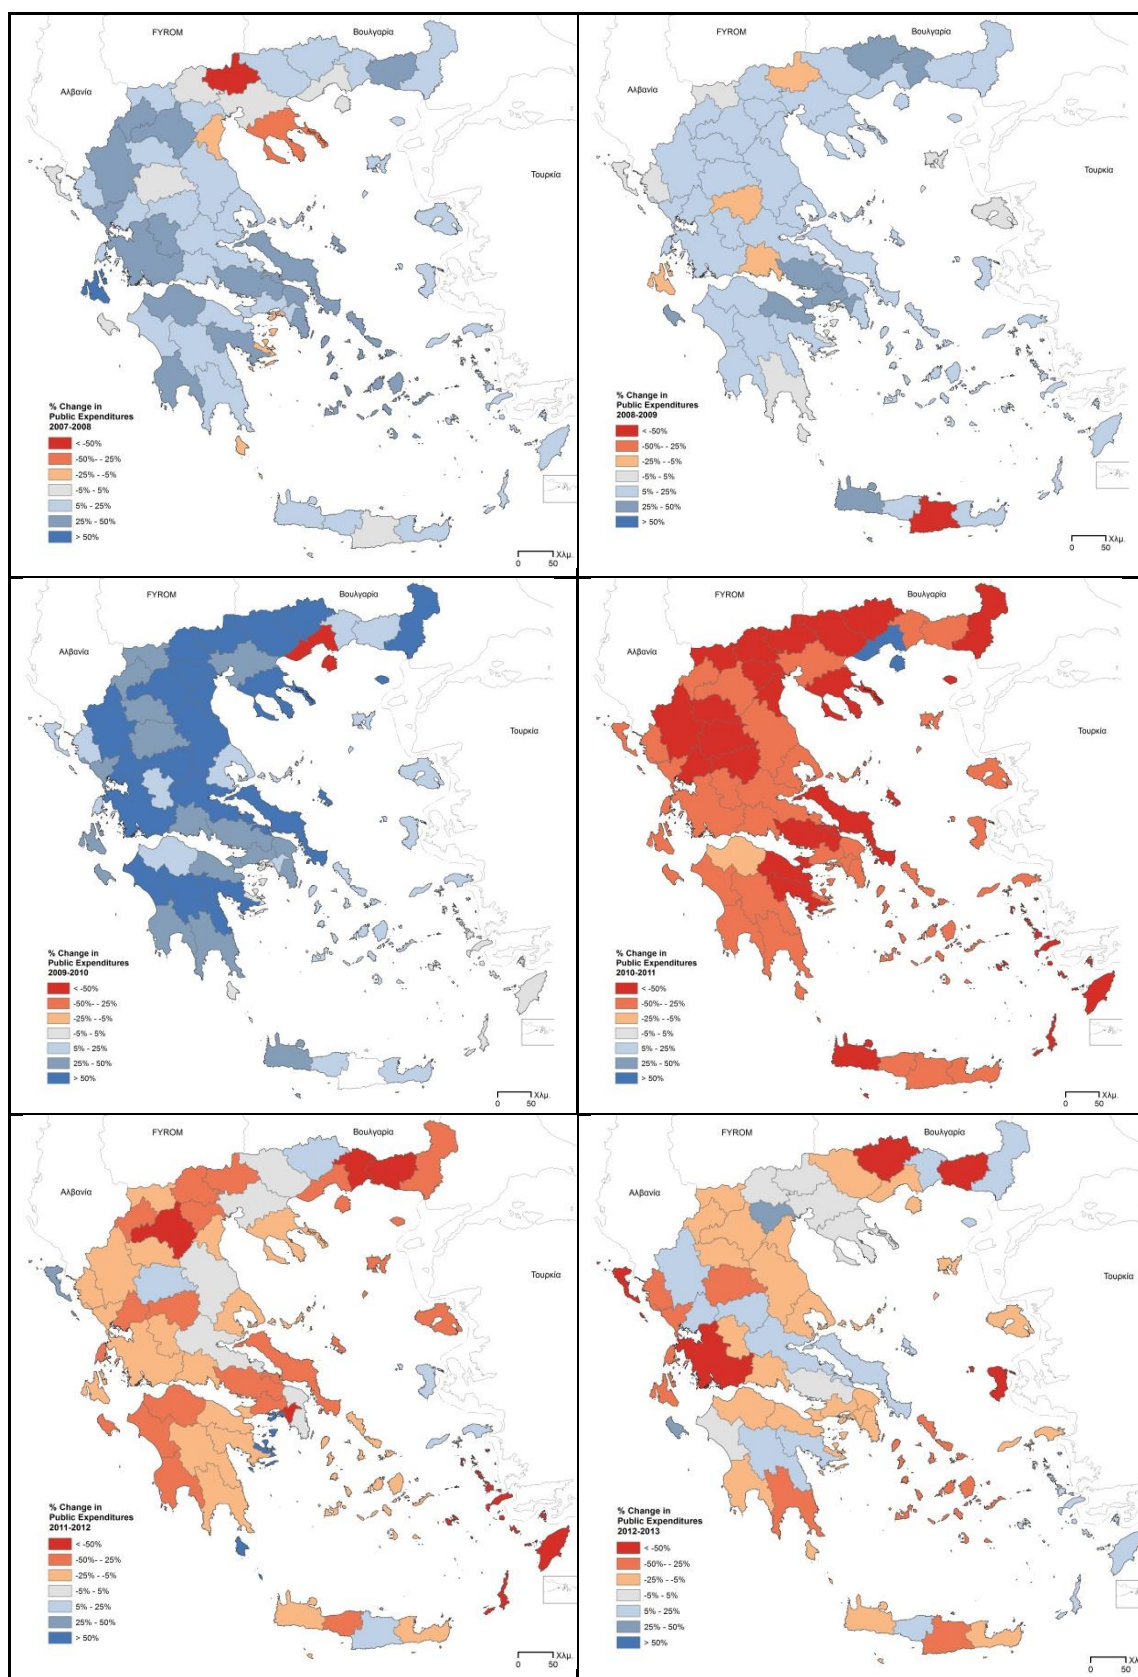 FYROM
Βουλγαρία
Αλβανία
Τουρκία
% Change in
Public Expenditures
2007-2008
< -50%
-50%- - 25%
-25% - -5%
-5% - 5%
5% - 25%
25% - 50%
> 50%
0 50 Χλμ.
FYROM
Βουλγαρία
Αλβανία
Τουρκία
% Change in
Public Expenditures
2008-2009
< -50%
-50%- - 25%
-25% - -5%
-5% - 5%
5% - 25%
25% - 50%
> 50%
0 50 Χλμ.
FYROM
Βουλγαρία
Αλβανία
Τουρκία
% Change in
Public Expenditures
2009-2010
< -50%
-50%- - 25%
-25% - -5%
-5% - 5%
5% - 25%
25% - 50%
> 50%
0 50 Χλμ.
FYROM
Βουλγαρία
Αλβανία
Τουρκία
% Change in
Public Expenditures
2010-2011
< -50%
-50%- - 25%
-25% - -5%
-5% - 5%
5% - 25%
25% - 50%
> 50%
0 50 Χλμ.
FYROM
Βουλγαρία
Αλβανία
Τουρκία
% Change in
Public Expenditures
2011-2012
< -50%
-50%- - 25%
-25% - -5%
-5% - 5%
5% - 25%
25% - 50%
> 50%
0 50 Χλμ.
FYROM
Βουλγαρία
Αλβανία
Τουρκία
% Change in
Public Expenditures
2012-2013
< -50%
-50%- - 25%
-25% - -5%
-5% - 5%
5% - 25%
25% - 50%
> 50%
0 50 Χλμ